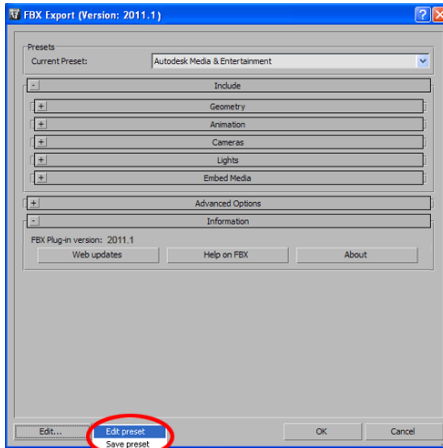 FBX Export (Version: 2011.1)
Presets
Current Preset: Autodesk Media & Entertainment
- Include
+ Geometry
+ Animation
+ Cameras
+ Lights
+ Embed Media
+ Advanced Options
- Information
FBX Plug-in version: 2011.1
Web updates Help on FBX About
Edit... Edit preset OK Cancel
Save preset